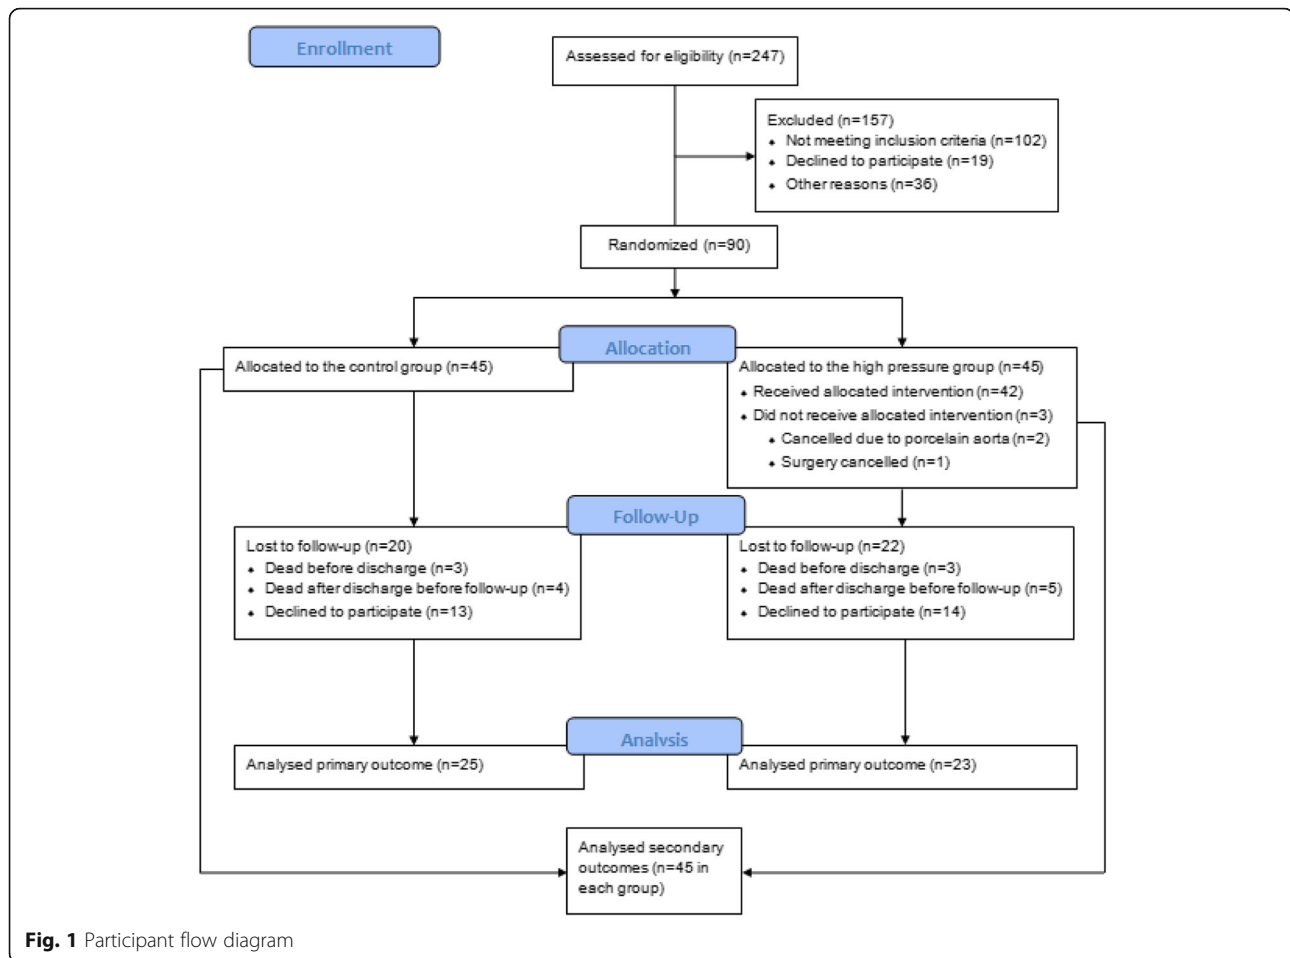 Enrollment
Assessed for eligibility (n=247)
Excluded (n=157)
♦ Not meeting inclusion criteria (n=102)
♦ Declined to participate (n=19)
♦ Other reasons (n=36)
Randomized (n=90)
Allocation
Allocated to the control group (n=45)
Allocated to the high pressure group (n=45)
♦ Received allocated intervention (n=42)
♦ Did not receive allocated intervention (n=3)
♦ Cancelled due to porcelain aorta (n=2)
♦ Surgery cancelled (n=1)
Follow-Up
Lost to follow-up (n=20)
♦ Dead before discharge (n=3)
♦ Dead after discharge before follow-up (n=4)
♦ Declined to participate (n=13)
Lost to follow-up (n=22)
♦ Dead before discharge (n=3)
♦ Dead after discharge before follow-up (n=5)
♦ Declined to participate (n=14)
Analysis
Analysed primary outcome (n=25)
Analysed primary outcome (n=23)
Analysed secondary
outcomes (n=45 in
each group)
Fig. 1 Participant flow diagram